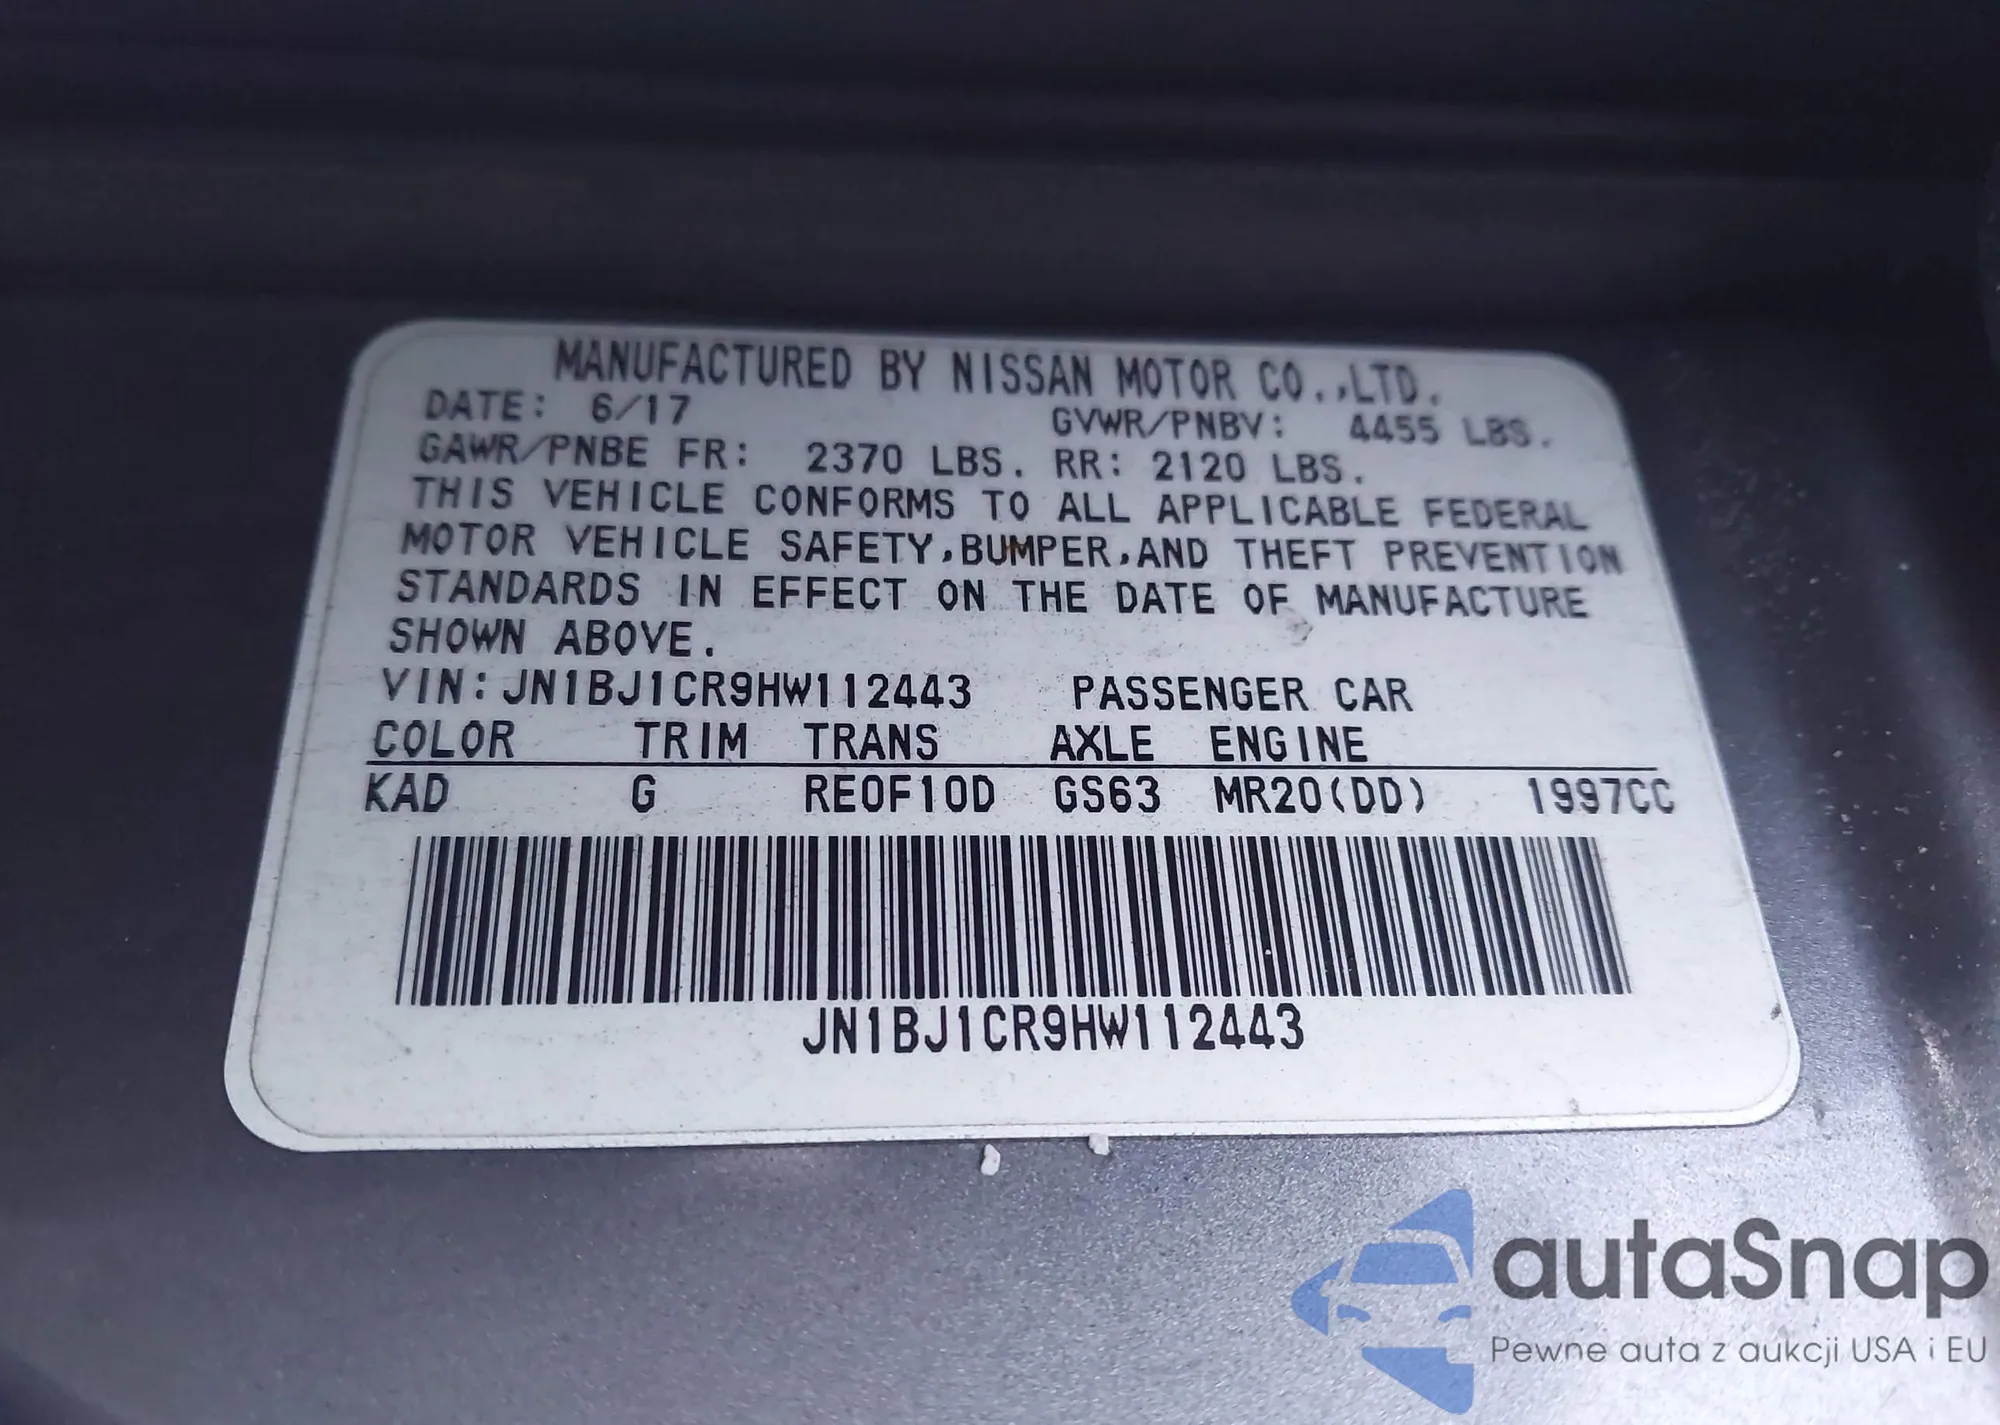 MANUFACTURED BY NISSAN MOTOR CO.,LTD.
DATE: 6/17 GVWR/PNBV: 4455 LBS.
GAWR/PNBE FR: 2370 LBS. RR: 2120 LBS.
THIS VEHICLE CONFORMS TO ALL APPLICABLE FEDERAL
MOTOR VEHICLE SAFETY,BUMPER,AND THEFT PREVENTION
STANDARDS IN EFFECT ON THE DATE OF MANUFACTURE
SHOWN ABOVE.
VIN:JN1BJ1CR9HW112443 PASSENGER CAR
COLOR TRIM TRANS AXLE ENGINE
KAD G RE0F10D GS63 MR20(DD) 1997CC
JN1BJ1CR9HW112443
autaSnap
Pewne auta z aukcji USA i EU